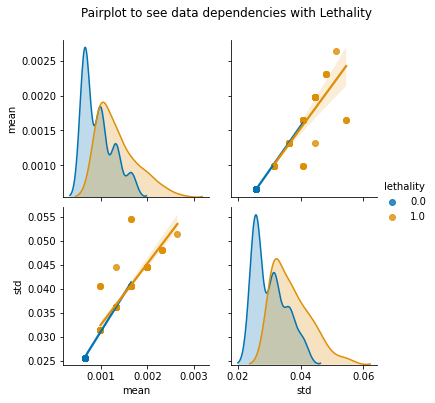 Pairplot to see data dependencies with Lethality
0.0025
0.0020
0.0015
0.0010
mean
lethality
0.0
1.0
0.055
0.050
0.045
0.040
0.035
0.030
0.025
std
0.001 0.002 0.003
mean
0.02 0.04 0.06
std